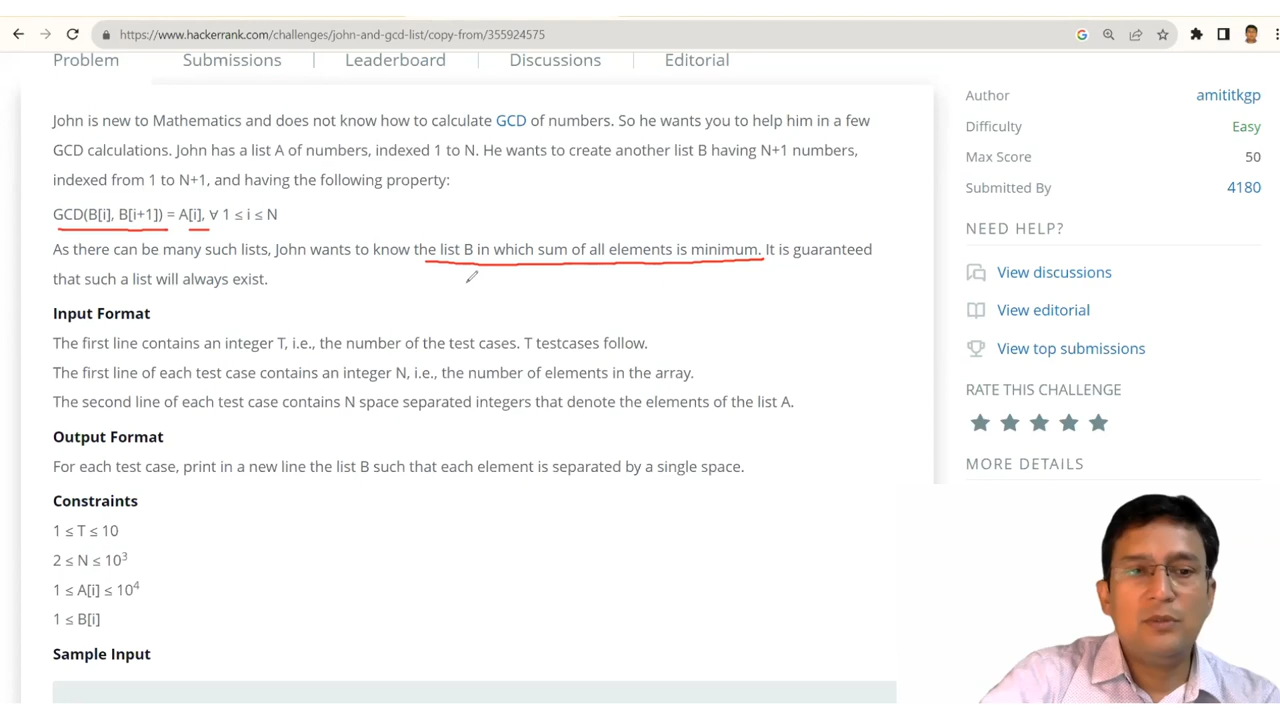 https://www.hackerrank.com/challenges/john-and-gcd-list/copy-from/355924575
Problem Submissions Leaderboard Discussions Editorial
John is new to Mathematics and does not know how to calculate GCD of numbers. So he wants you to help him in a few
GCD calculations. John has a list A of numbers, indexed 1 to N. He wants to create another list B having N+1 numbers,
indexed from 1 to N+1, and having the following property:
GCD(B[i], B[i+1]) = A[i], ∀ 1 ≤ i ≤ N
As there can be many such lists, John wants to know the list B in which sum of all elements is minimum. It is guaranteed
that such a list will always exist.
Input Format
The first line contains an integer T, i.e., the number of the test cases. T testcases follow.
The first line of each test case contains an integer N, i.e., the number of elements in the array.
The second line of each test case contains N space separated integers that denote the elements of the list A.
Output Format
For each test case, print in a new line the list B such that each element is separated by a single space.
Constraints
1 ≤ T ≤ 10
2 ≤ N ≤ 10³
1 ≤ A[i] ≤ 10⁴
1 ≤ B[i]
Sample Input
Author amititkgp
Difficulty Easy
Max Score 50
Submitted By 4180
NEED HELP?
View discussions
View editorial
View top submissions
RATE THIS CHALLENGE
MORE DETAILS